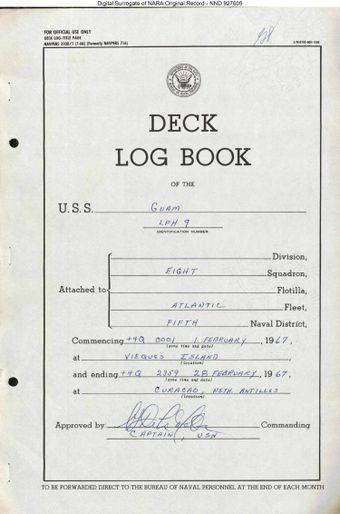 Digital Surrogate of NARA Original Record - NND 927605
FOR OFFICIAL USE ONLY
DECK LOG-TITLE PAGE
DECK
LOG BOOK
OF THE
U.S.S. GUAM
LPH 9
IDENTIFICATION NUMBER
Division,
EIGHT Squadron,
Attached to Flotilla,
ATLANTIC Fleet,
FIFTH Naval District,
Commencing +4Q 0001 1 FEBRUARY, 1967,
(zone time and date)
at VIEQUES ISLAND
(location)
and ending +4Q 2359 28 FEBRUARY, 1967,
(zone time and date)
at CURACAO, NETH. ANTILLES
(location)
Approved by Commanding
CAPTAIN, USN
TO BE FORWARDED DIRECT TO THE BUREAU OF NAVAL PERSONNEL AT THE END OF EACH MONTH